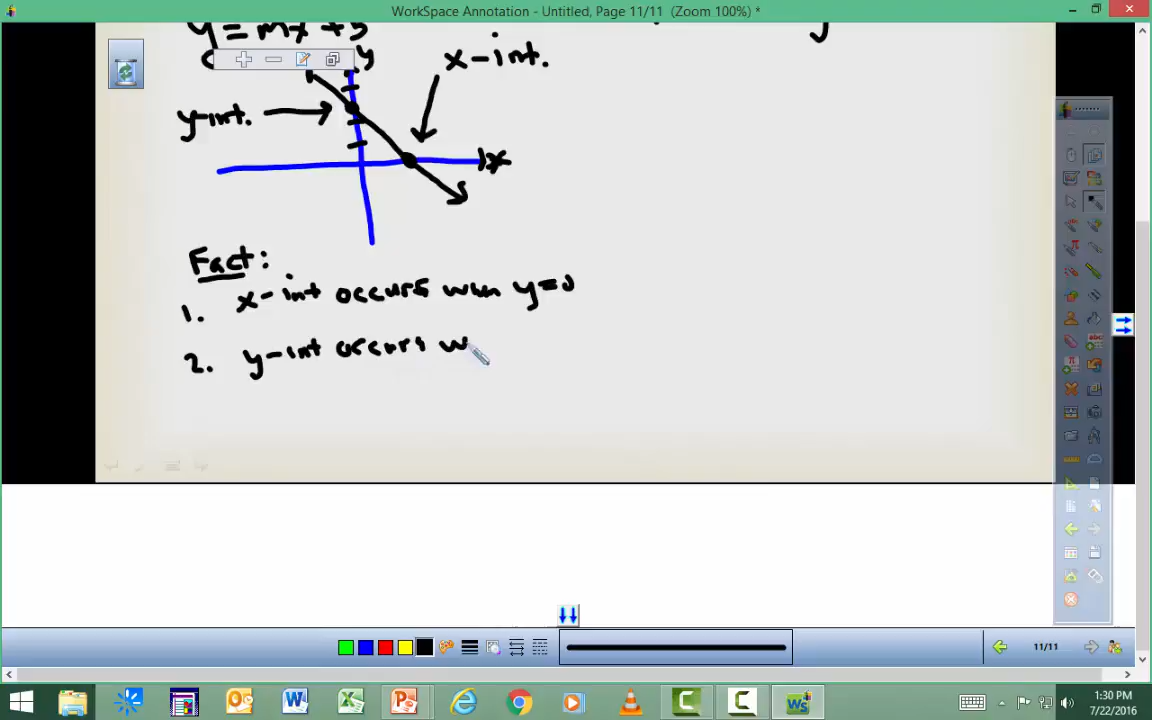 WorkSpace Annotation - Untitled, Page 11/11 (Zoom 100%) *
y
x-int.
y-int.
x
Fact:
1. x-int occurs when y=0
2. y-int occurs w
11/11
1:30 PM
7/22/2016